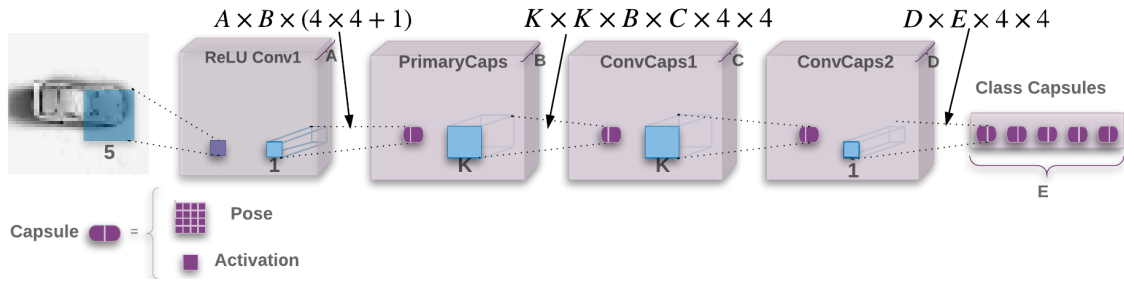 A × B × (4 × 4 + 1)
K × K × B × C × 4 × 4
D × E × 4 × 4
ReLU Conv1
A
PrimaryCaps
B
ConvCaps1
C
ConvCaps2
D
Class Capsules
5
1
K
K
1
E
Capsule
=
Pose
Activation